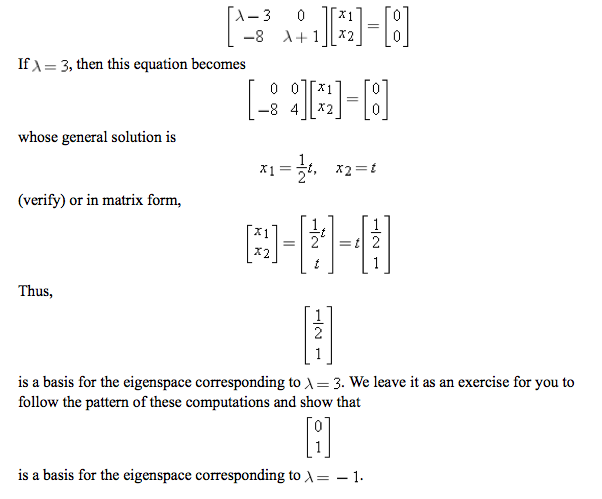 [λ − 3 0; −8 λ + 1] [x1; x2] = [0; 0]
If λ = 3, then this equation becomes
[0 0; −8 4] [x1; x2] = [0; 0]
whose general solution is
x1 = 1/2 t, x2 = t
(verify) or in matrix form,
[x1; x2] = [1/2 t; t] = t [1/2; 1]
Thus,
[1/2; 1]
is a basis for the eigenspace corresponding to λ = 3. We leave it as an exercise for you to
follow the pattern of these computations and show that
[0; 1]
is a basis for the eigenspace corresponding to λ = − 1.